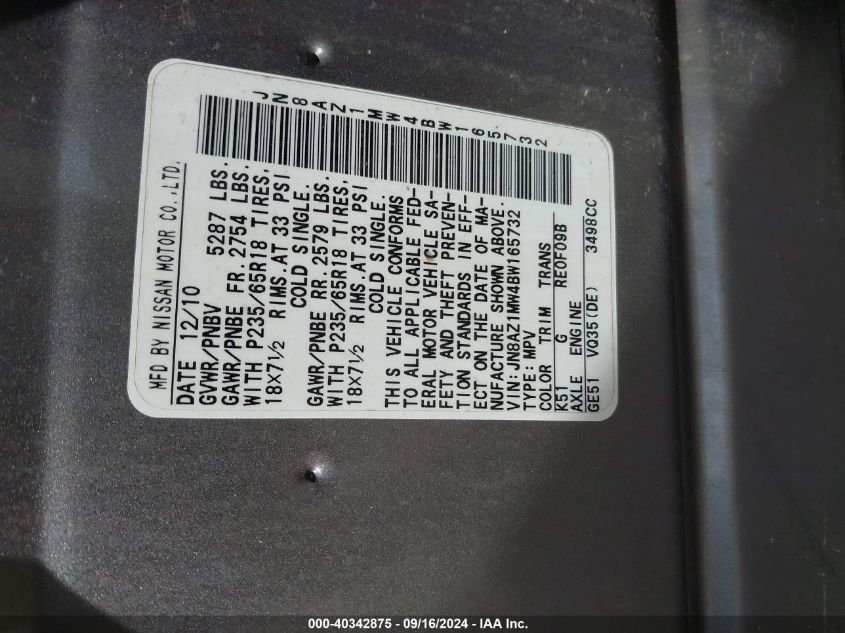 JN8AZ1MW4BW165732
MFD BY NISSAN MOTOR CO.,LTD.
DATE 12/10
GVWR/PNBV 5287 LBS.
GAWR/PNBE FR. 2754 LBS.
WITH P235/65R18 TIRES,
18X7½ RIMS.AT 33 PSI
COLD SINGLE.
GAWR/PNBE RR. 2579 LBS.
WITH P235/65R18 TIRES,
18X7½ RIMS.AT 33 PSI
COLD SINGLE.
THIS VEHICLE CONFORMS
TO ALL APPLICABLE FED-
ERAL MOTOR VEHICLE SA-
FETY AND THEFT PREVEN-
TION STANDARDS IN EFF-
ECT ON THE DATE OF MA-
NUFACTURE SHOWN ABOVE.
VIN:JN8AZ1MW4BW165732
TYPE:MPV
COLOR TRIM TRANS
K51 G RE0F09B
AXLE ENGINE
GE51 VQ35(DE) 3498CC
000-40342875 - 09/16/2024 - IAA Inc.